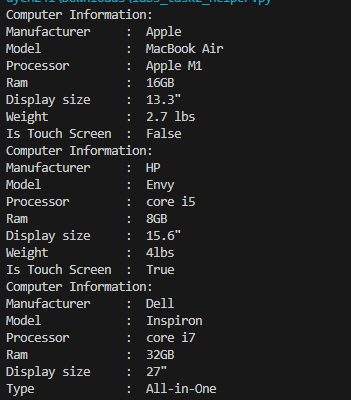 Computer Information:
Manufacturer     :  Apple
Model            :  MacBook Air
Processor        :  Apple M1
Ram              :  16GB
Display size     :  13.3"
Weight           :  2.7 lbs
Is Touch Screen  :  False
Computer Information:
Manufacturer     :  HP
Model            :  Envy
Processor        :  core i5
Ram              :  8GB
Display size     :  15.6"
Weight           :  4lbs
Is Touch Screen  :  True
Computer Information:
Manufacturer     :  Dell
Model            :  Inspiron
Processor        :  core i7
Ram              :  32GB
Display size     :  27"
Type             :  All-in-One